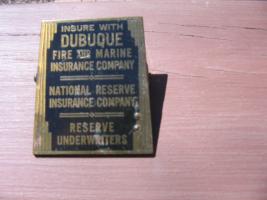 INSURE WITH
DUBUQUE
FIRE AND MARINE
INSURANCE COMPANY
NATIONAL RESERVE
INSURANCE COMPANY
RESERVE
UNDERWRITERS